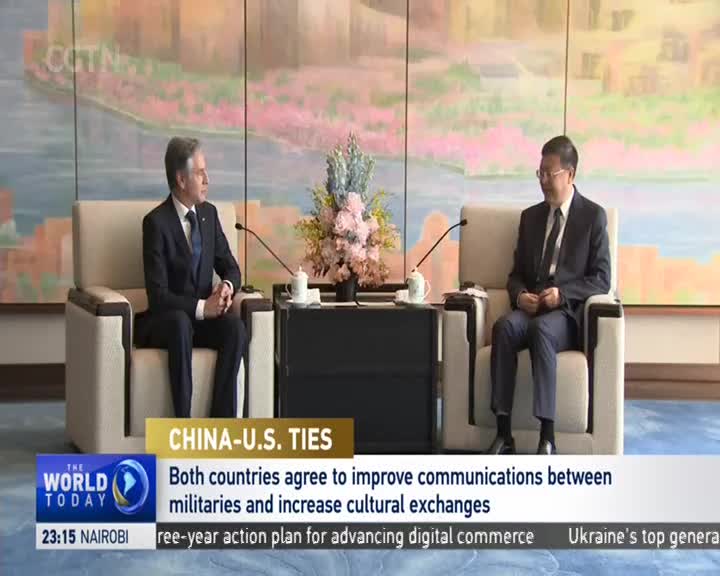 CGTN
CHINA-U.S. TIES
Both countries agree to improve communications between
militaries and increase cultural exchanges
THE
WORLD
TODAY
23:15 NAIROBI
ree-year action plan for advancing digital commerce Ukraine's top genera